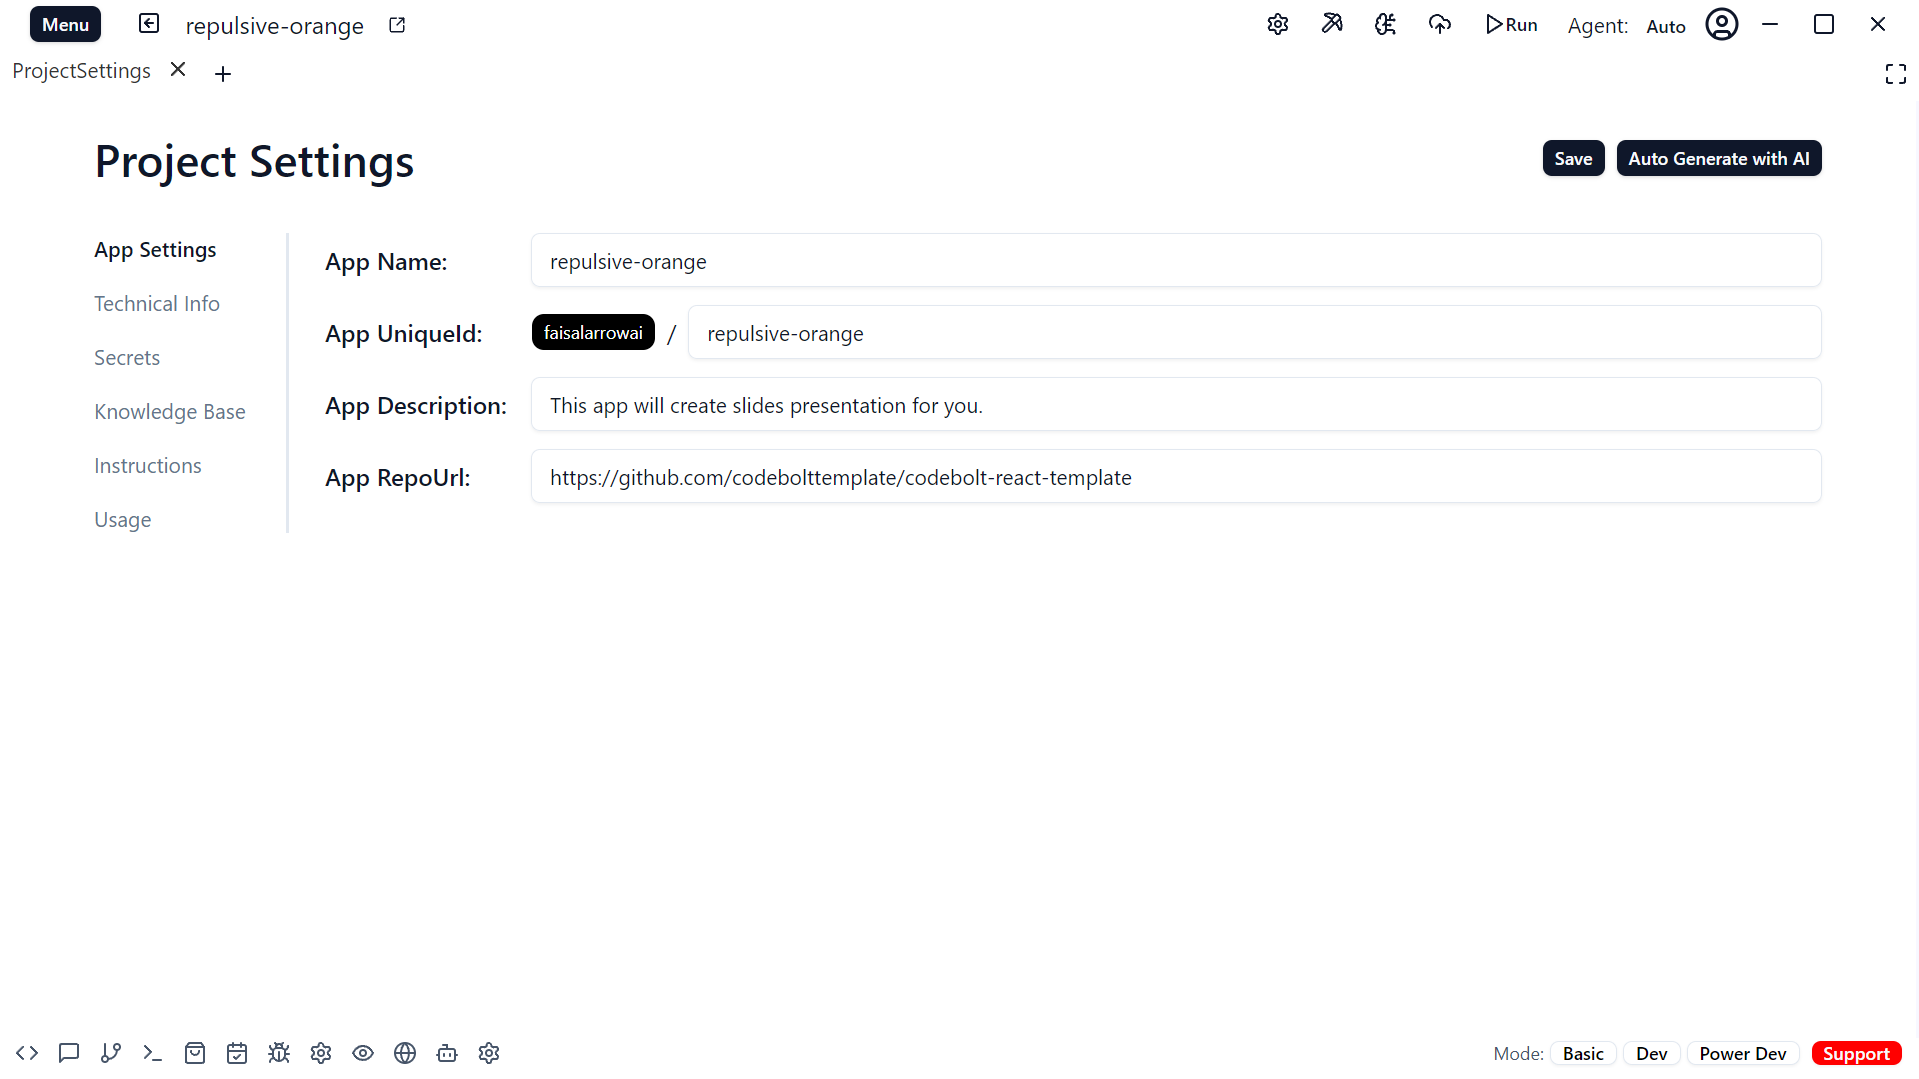 Menu
repulsive-orange
Run
Agent: Auto
ProjectSettings
Project Settings
Save
Auto Generate with AI
App Settings
Technical Info
Secrets
Knowledge Base
Instructions
Usage
App Name: repulsive-orange
App UniqueId: faisalarrowai / repulsive-orange
App Description: This app will create slides presentation for you.
App RepoUrl: https://github.com/codebolttemplate/codebolt-react-template
Mode: Basic Dev Power Dev Support